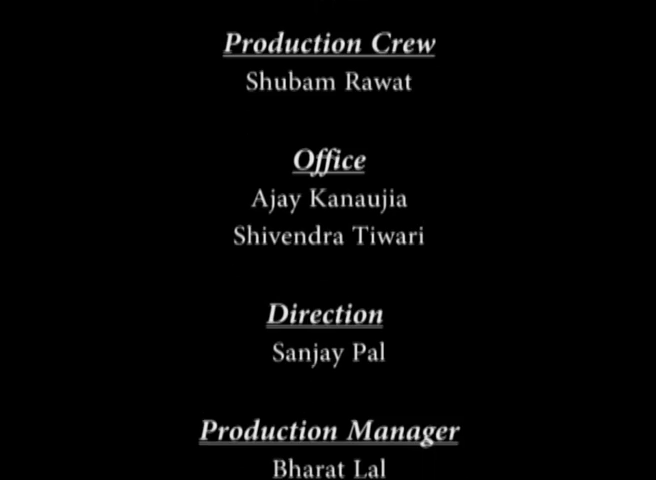 Production Crew
Shubam Rawat
Office
Ajay Kanaujia
Shivendra Tiwari
Direction
Sanjay Pal
Production Manager
Bharat Lal